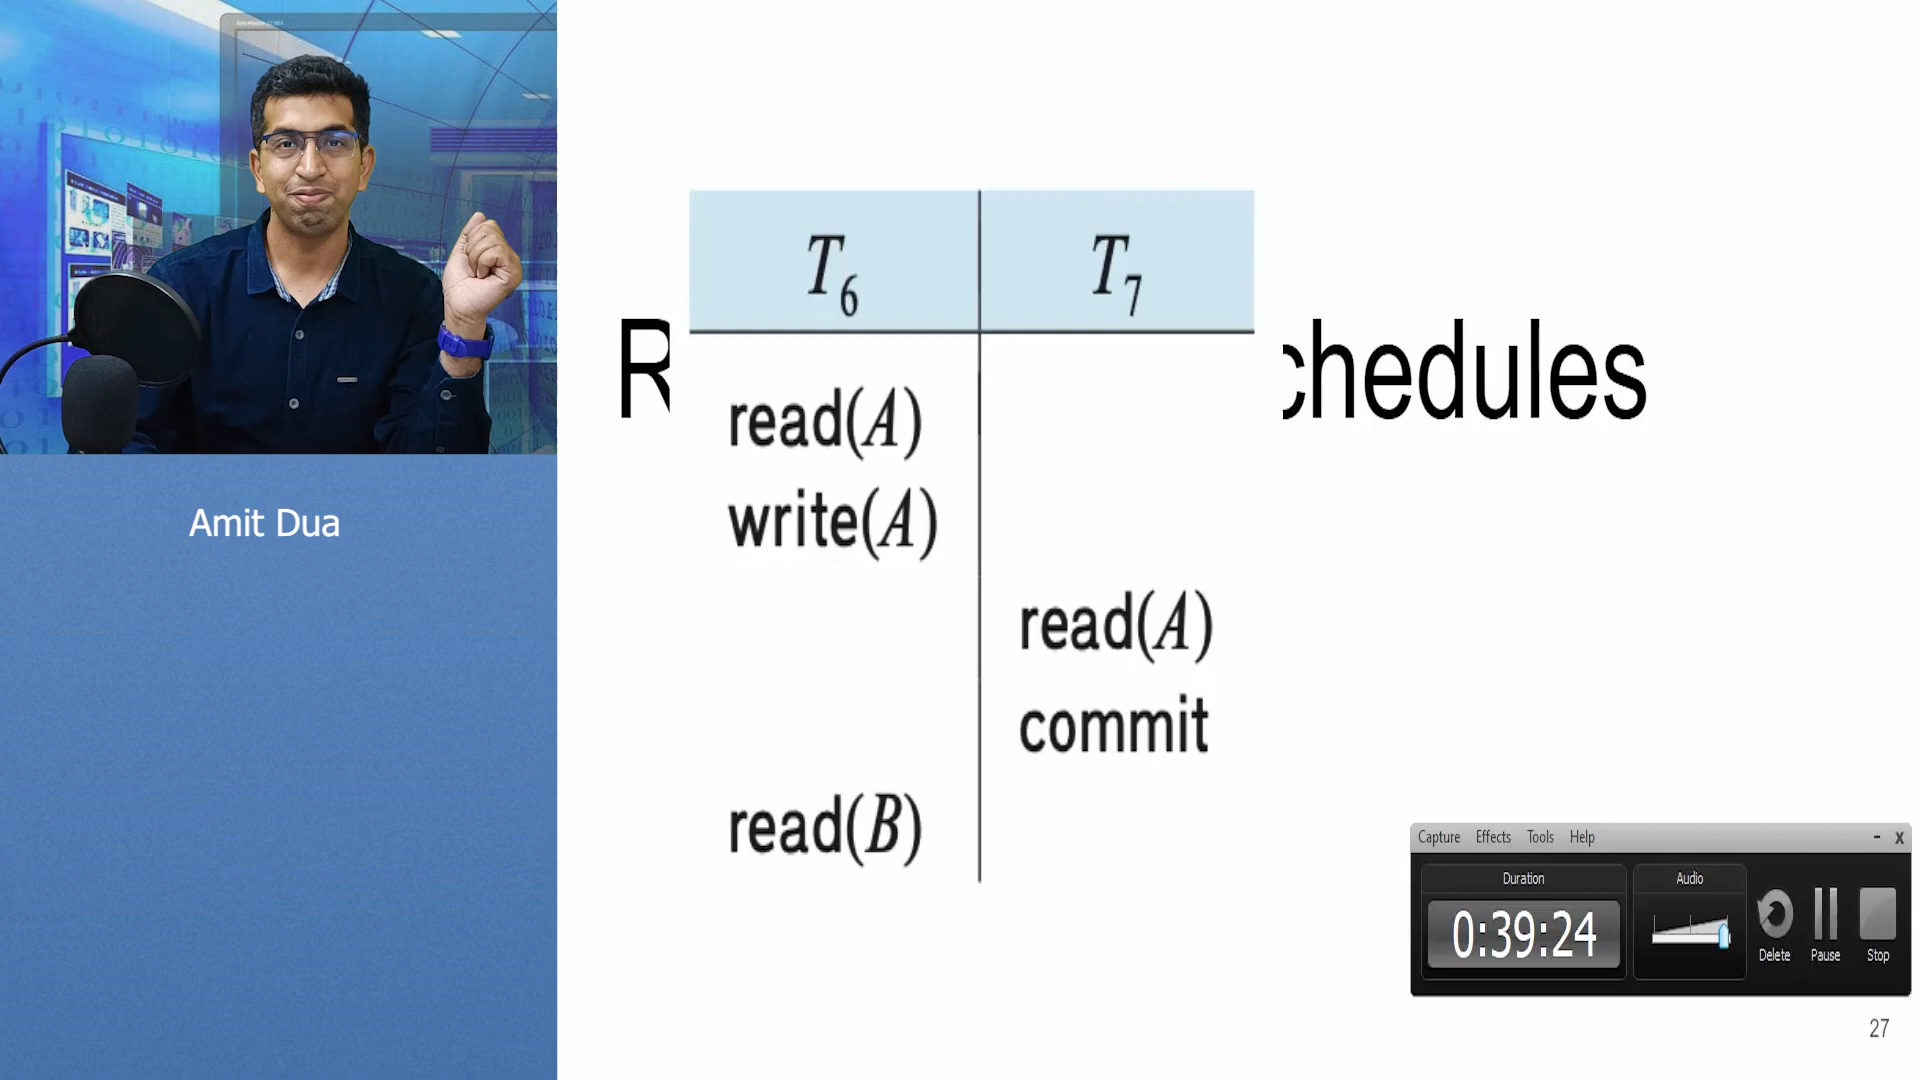 Amit Dua
T6 T7
R chedules
read(A)
write(A)
read(A)
commit
read(B)
Capture Effects Tools Help
Duration Audio
0:39:24
Delete Pause Stop
27